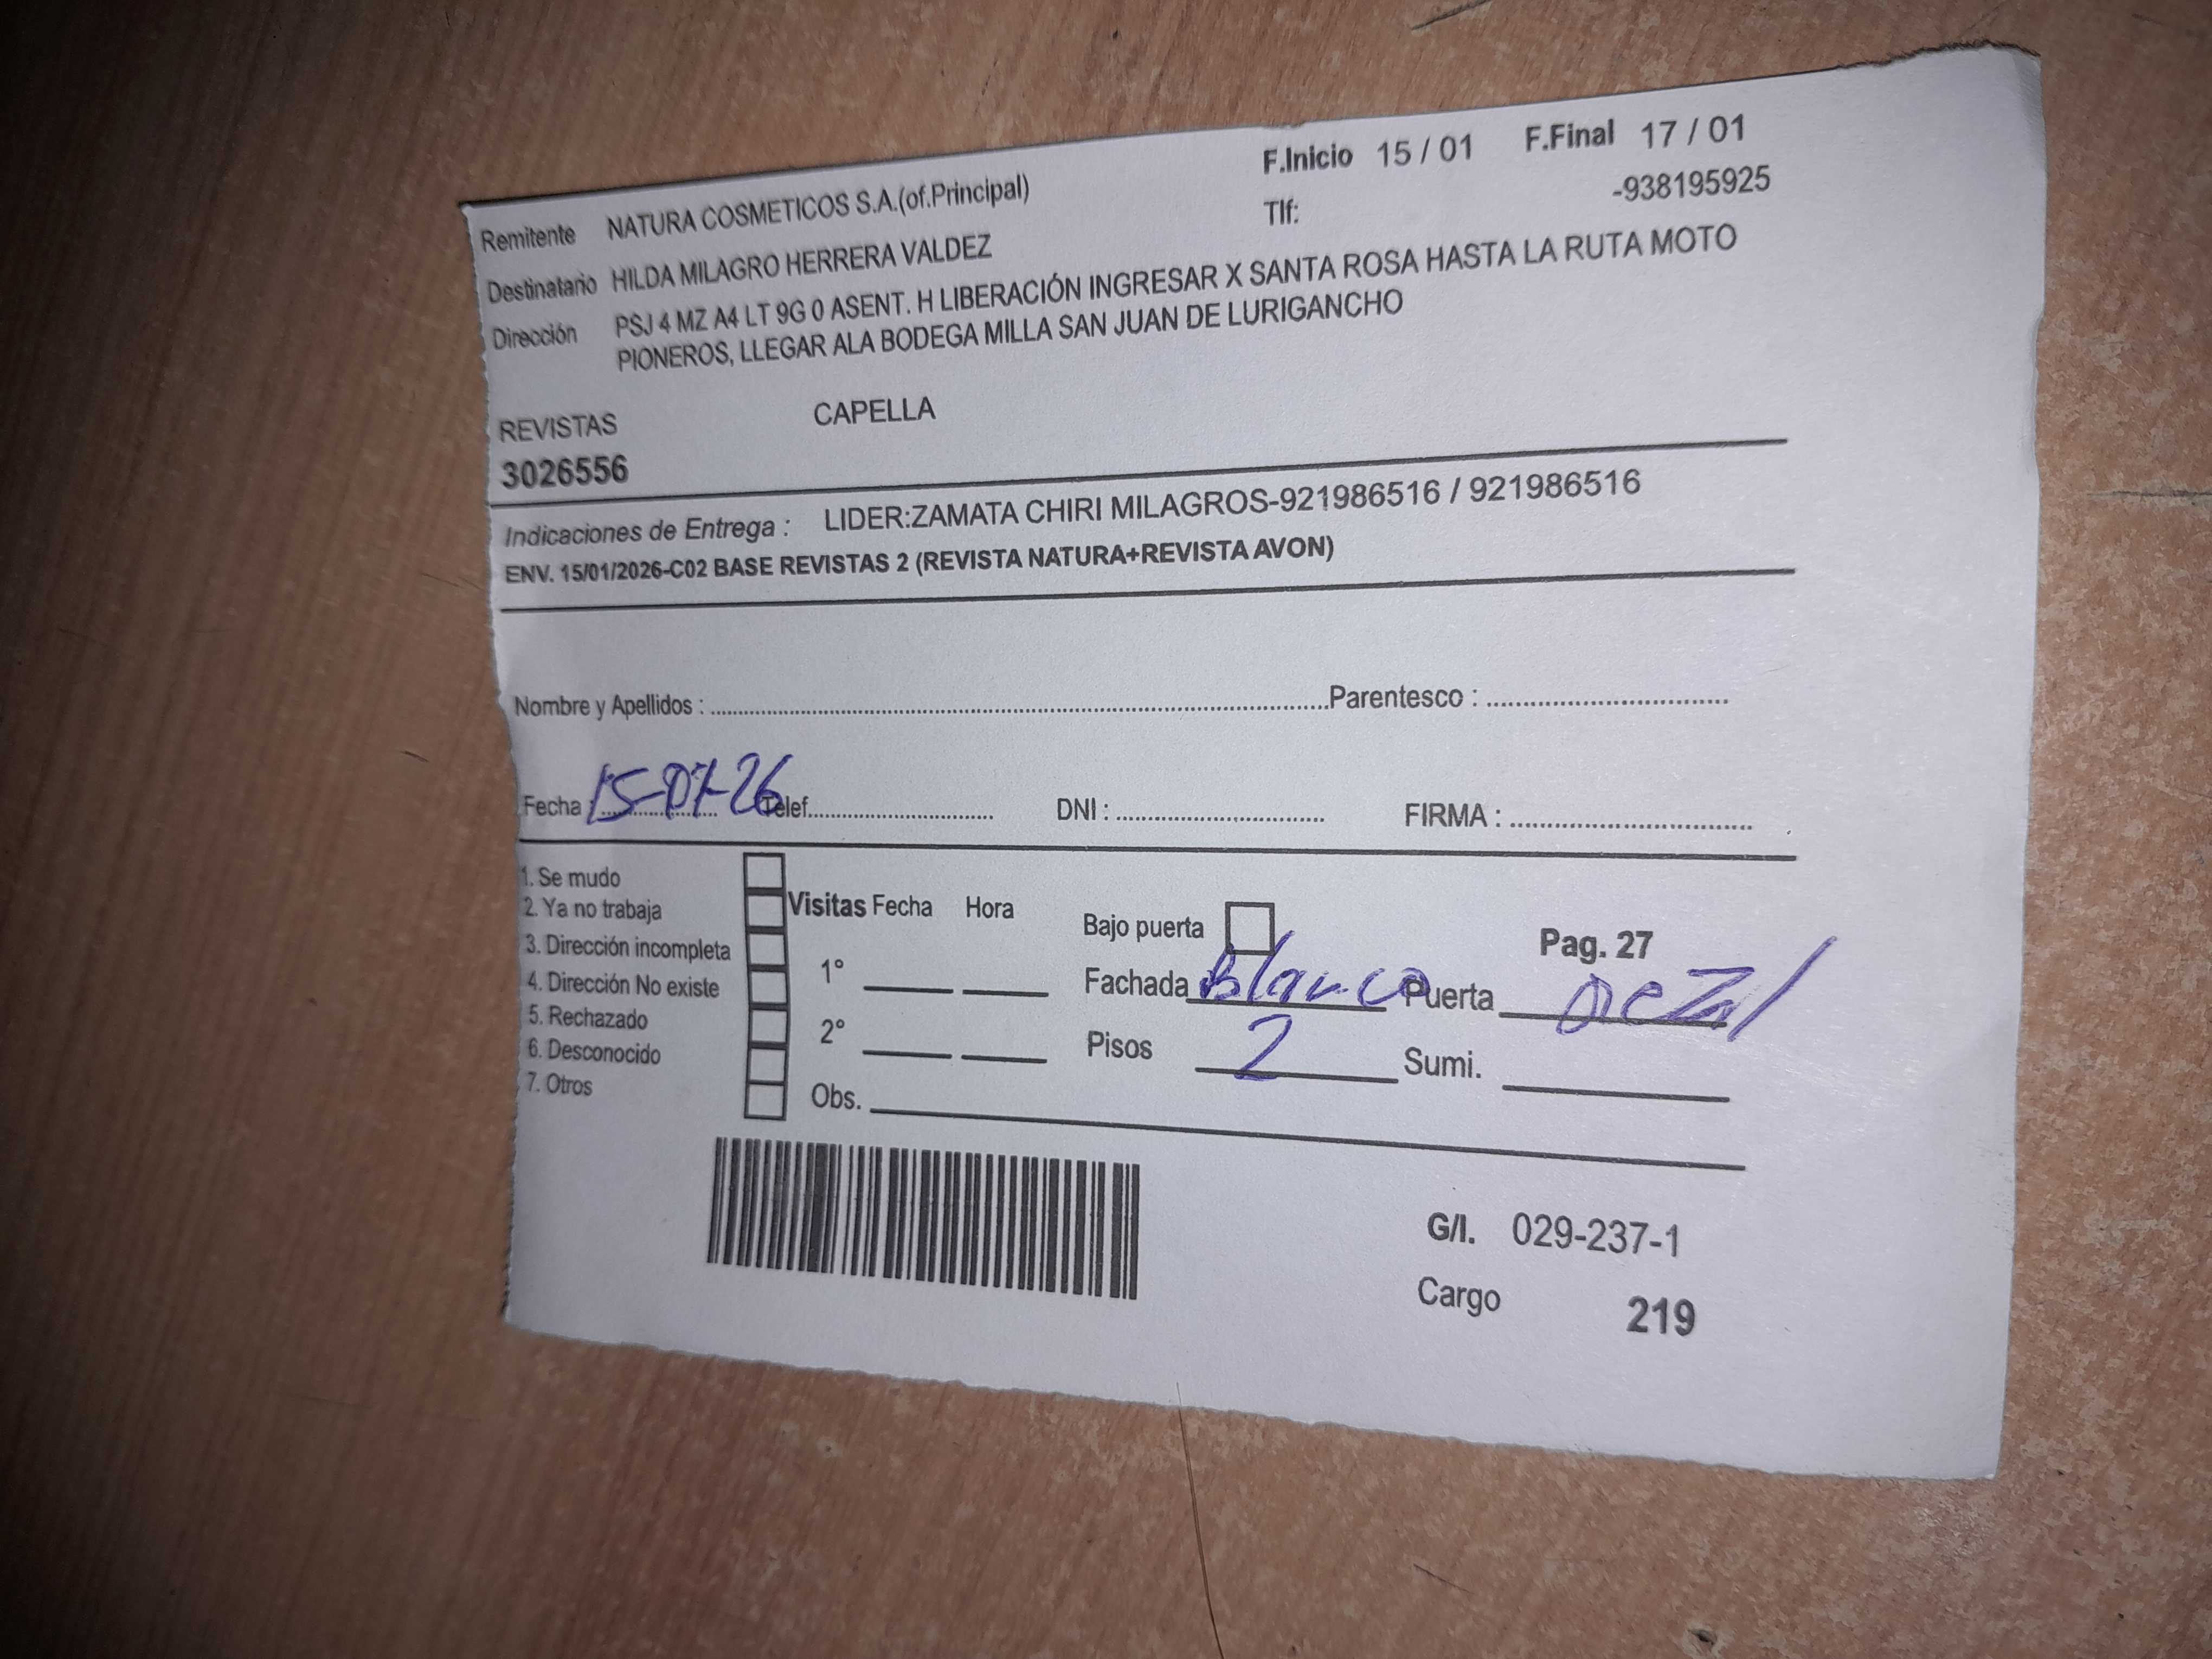 F.Inicio 15 / 01 F.Final 17 / 01
Remitente NATURA COSMETICOS S.A.(of.Principal) Tlf: -938195925
Destinatario HILDA MILAGRO HERRERA VALDEZ
Dirección PSJ 4 MZ A4 LT 9G 0 ASENT. H LIBERACIÓN INGRESAR X SANTA ROSA HASTA LA RUTA MOTO
PIONEROS, LLEGAR ALA BODEGA MILLA SAN JUAN DE LURIGANCHO
REVISTAS CAPELLA
3026556
Indicaciones de Entrega : LIDER:ZAMATA CHIRI MILAGROS-921986516 / 921986516
ENV. 15/01/2026-C02 BASE REVISTAS 2 (REVISTA NATURA+REVISTA AVON)
Nombre y Apellidos : Parentesco :
Fecha : 15-01-26 Telef. DNI : FIRMA :
1. Se mudo
2. Ya no trabaja
3. Dirección incompleta
4. Dirección No existe
5. Rechazado
6. Desconocido
7. Otros
Visitas Fecha Hora
1°
2°
Obs.
Bajo puerta Pag. 27
Fachada Blanco Puerta
Pisos 2 Sumi.
G/I. 029-237-1
Cargo 219